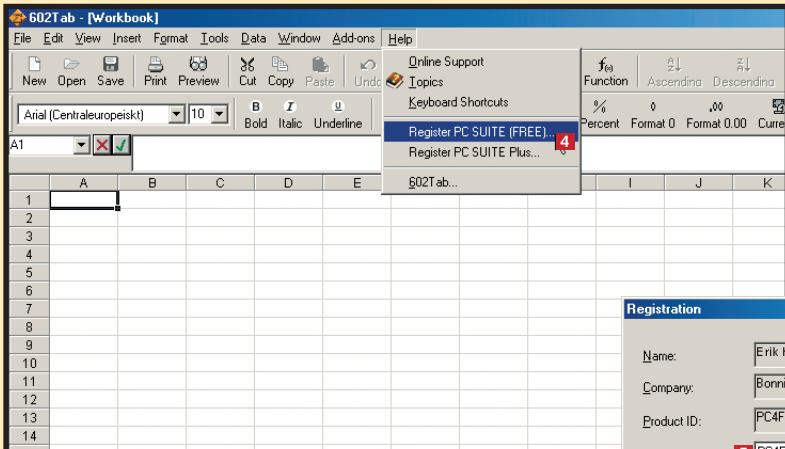 602Tab - [Workbook]
File Edit View Insert Format Tools Data Window Add-ons Help
New Open Save Print Preview Cut Copy Paste Undo Function Ascending Descending
Arial (Centraleuropeiskt) 10 Bold Italic Underline Percent Format 0 Format 0.00
A1
Online Support
Topics
Keyboard Shortcuts
Register PC SUITE (FREE)... 4
Register PC SUITE Plus...
602Tab...
A B C D E I J K
1
2
3
4
5
6
7
8
9
10
11
12
13
14
Registration
Name: Erik
Company: Bonni
Product ID: PC4F